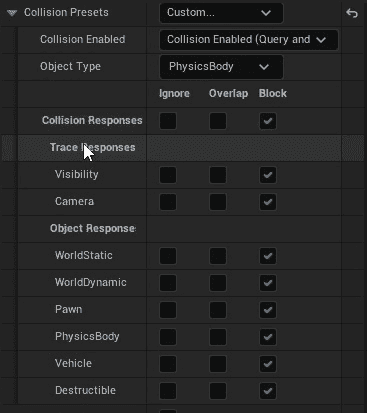 Collision Presets Custom...
Collision Enabled Collision Enabled (Query and
Object Type PhysicsBody
Ignore Overlap Block
Collision Responses
Trace Responses
Visibility
Camera
Object Response
WorldStatic
WorldDynamic
Pawn
PhysicsBody
Vehicle
Destructible